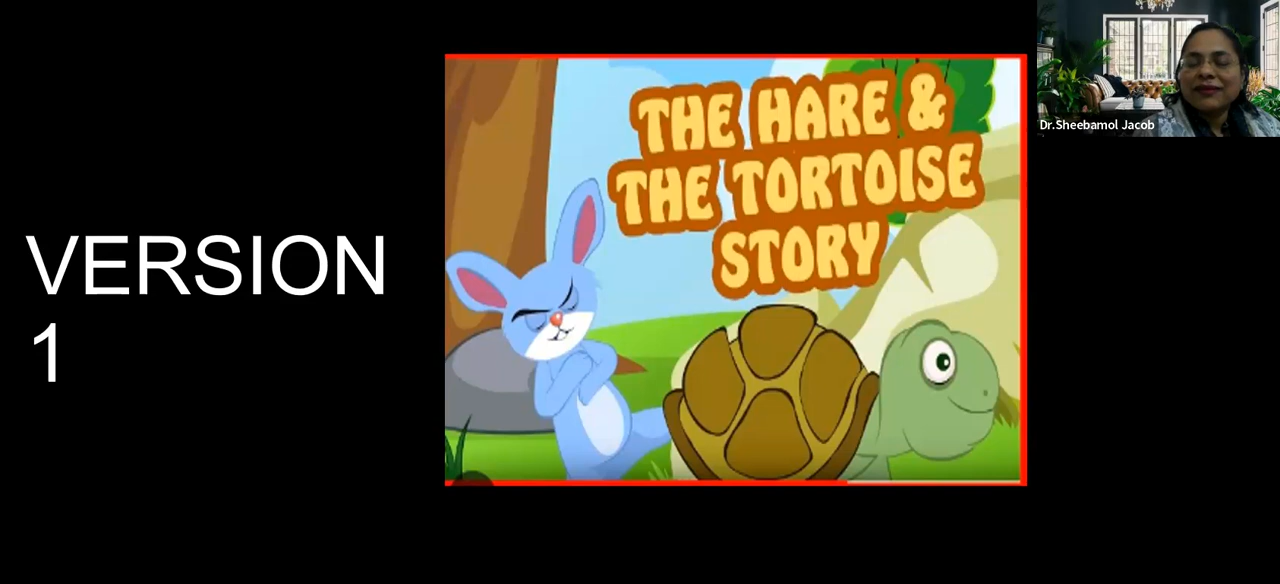 VERSION
1
THE HARE &
THE TORTOISE
STORY
Dr.Sheebamol Jacob